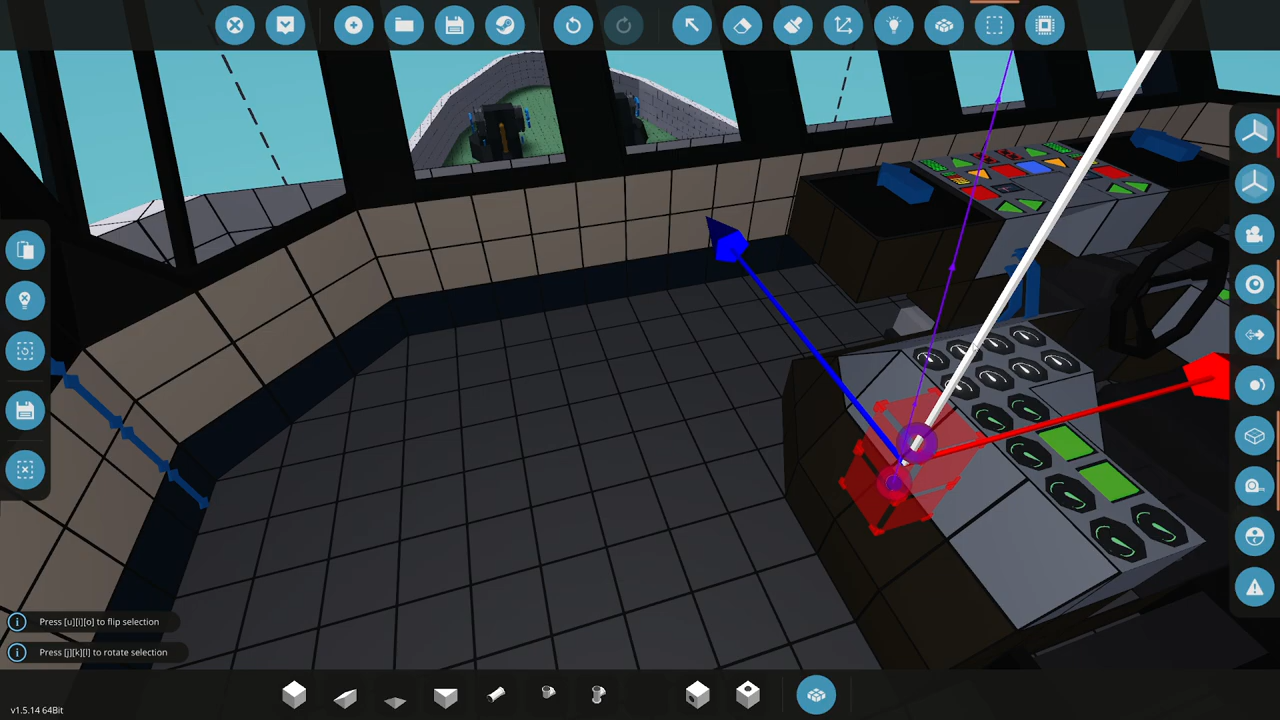 Press [u][i][o] to flip selection
Press [j][k][l] to rotate selection
v1.5.14 64Bit